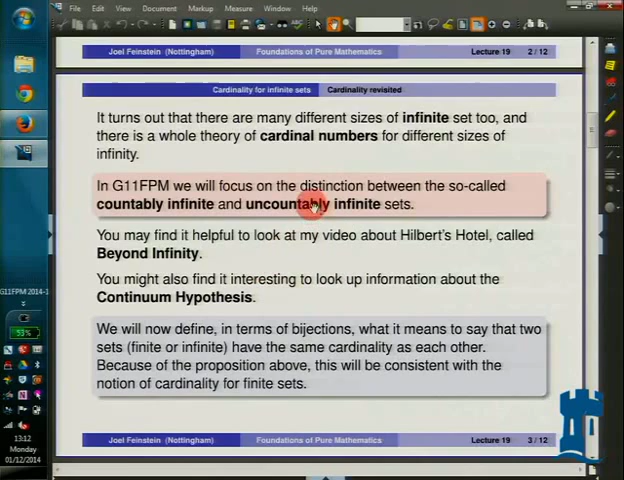 File Edit View Document Markup Measure Window Help
Joel Feinstein (Nottingham) Foundations of Pure Mathematics Lecture 19 2 / 12
Cardinality for infinite sets Cardinality revisited
It turns out that there are many different sizes of infinite set too, and
there is a whole theory of cardinal numbers for different sizes of
infinity.
In G11FPM we will focus on the distinction between the so-called
countably infinite and uncountably infinite sets.
You may find it helpful to look at my video about Hilbert's Hotel, called
Beyond Infinity.
You might also find it interesting to look up information about the
Continuum Hypothesis.
We will now define, in terms of bijections, what it means to say that two
sets (finite or infinite) have the same cardinality as each other.
Because of the proposition above, this will be consistent with the
notion of cardinality for finite sets.
Joel Feinstein (Nottingham) Foundations of Pure Mathematics Lecture 19 3 / 12
G11FPM 2014-1
53%
13:12
Monday
01/12/2014